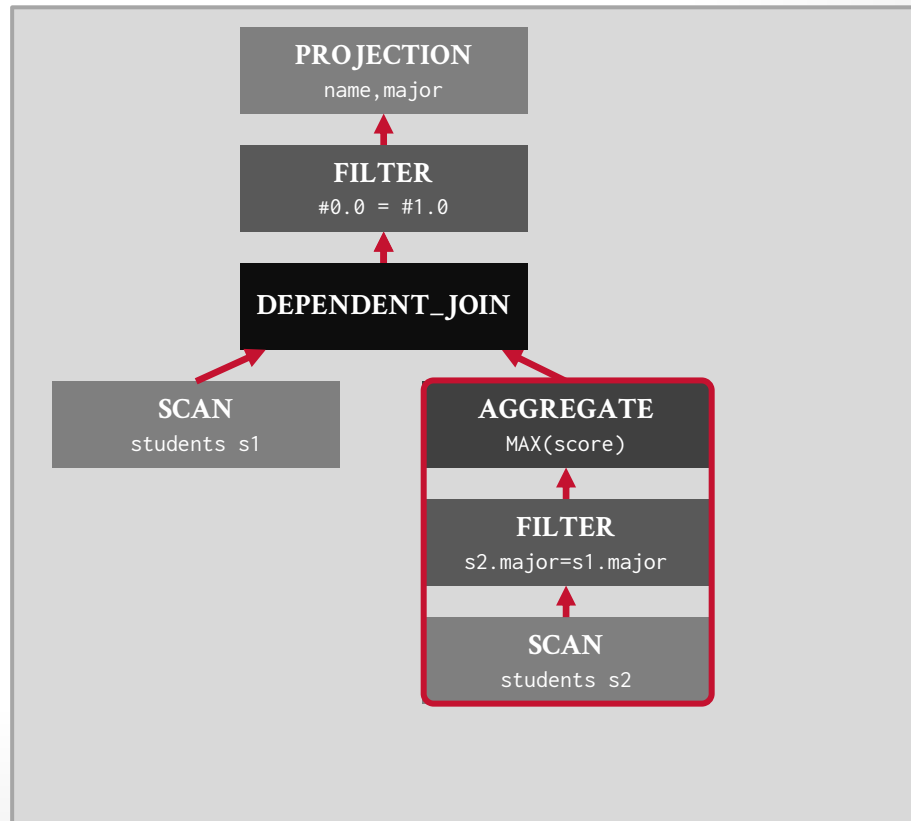 PROJECTION
name,major
FILTER
#0.0 = #1.0
DEPENDENT_JOIN
SCAN
students s1
AGGREGATE
MAX(score)
FILTER
s2.major=s1.major
SCAN
students s2